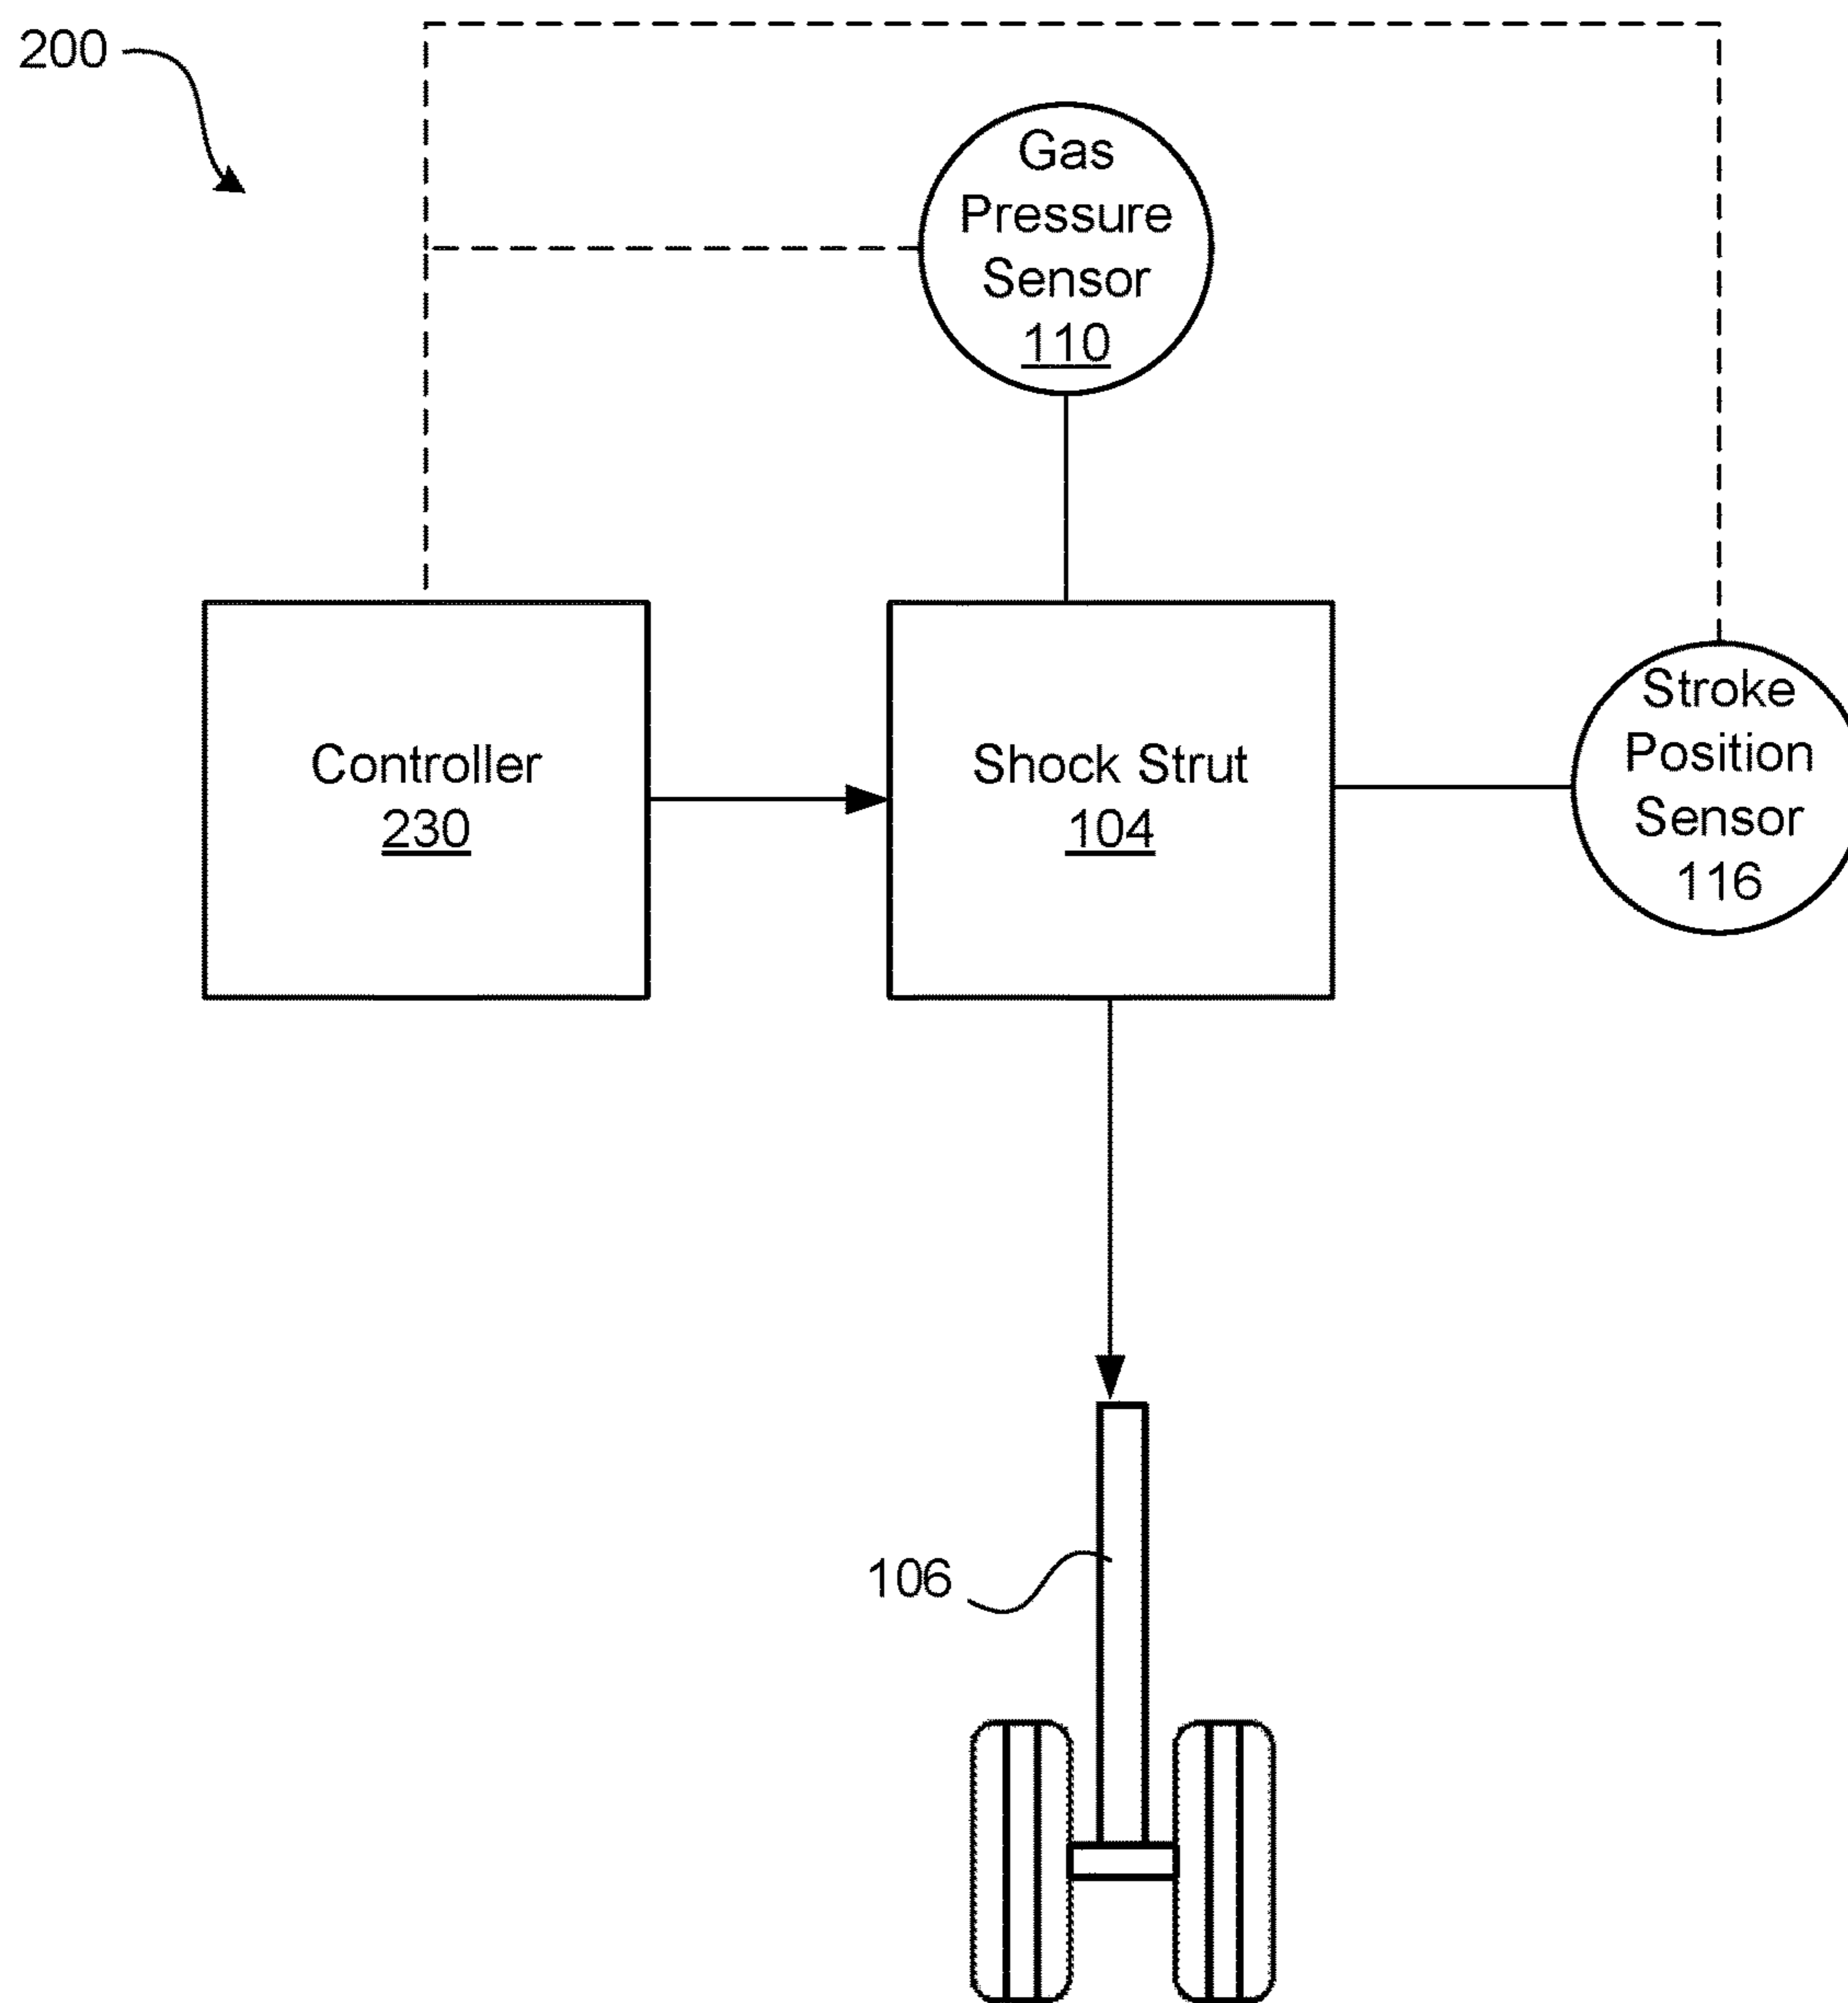 200
Gas
Pressure
Sensor
110
Controller
230
Shock Strut
104
Stroke
Position
Sensor
116
106